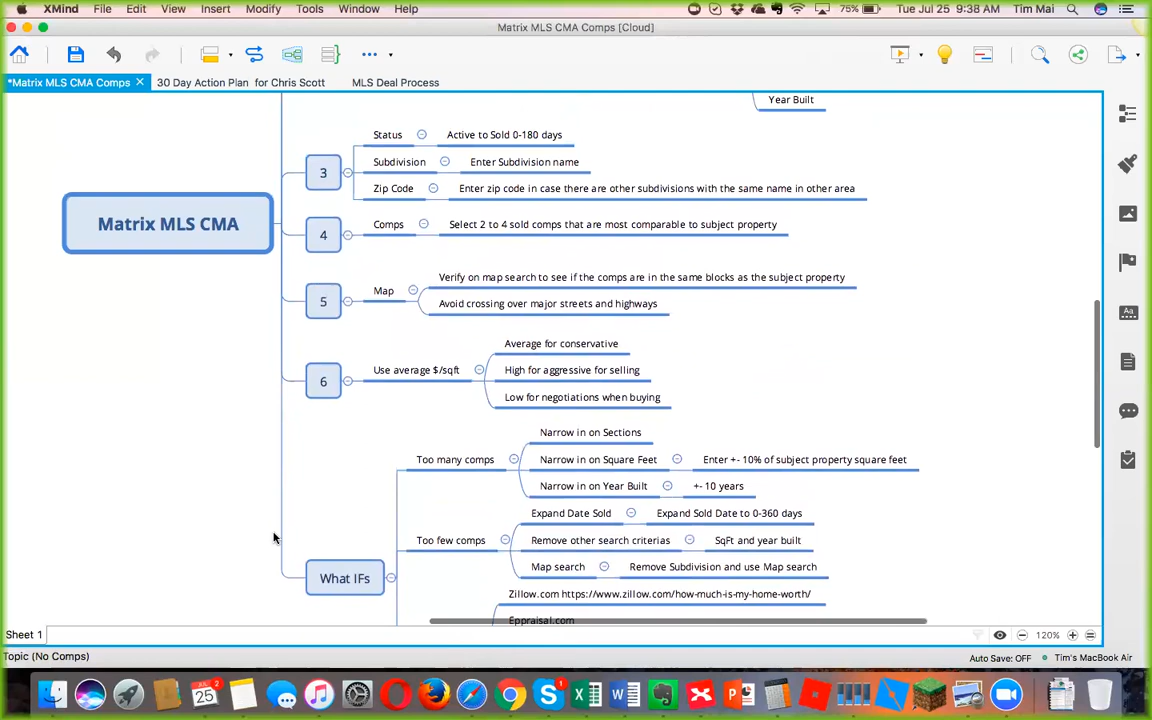 XMind File Edit View Insert Modify Tools Window Help 75% Tue Jul 25 9:38 AM Tim Mai
Matrix MLS CMA Comps [Cloud]
*Matrix MLS CMA Comps 30 Day Action Plan for Chris Scott MLS Deal Process
Year Built
Matrix MLS CMA
3
Status Active to Sold 0-180 days
Subdivision Enter Subdivision name
Zip Code Enter zip code in case there are other subdivisions with the same name in other area
4
Comps Select 2 to 4 sold comps that are most comparable to subject property
5
Map
Verify on map search to see if the comps are in the same blocks as the subject property
Avoid crossing over major streets and highways
6
Use average $/sqft
Average for conservative
High for aggressive for selling
Low for negotiations when buying
What IFs
Too many comps
Narrow in on Sections
Narrow in on Square Feet Enter +- 10% of subject property square feet
Narrow in on Year Built +- 10 years
Too few comps
Expand Date Sold Expand Sold Date to 0-360 days
Remove other search criterias SqFt and year built
Map search Remove Subdivision and use Map search
Zillow.com https://www.zillow.com/how-much-is-my-home-worth/
Eppraisal.com
Sheet 1 120%
Topic (No Comps) Auto Save: OFF Tim's MacBook Air